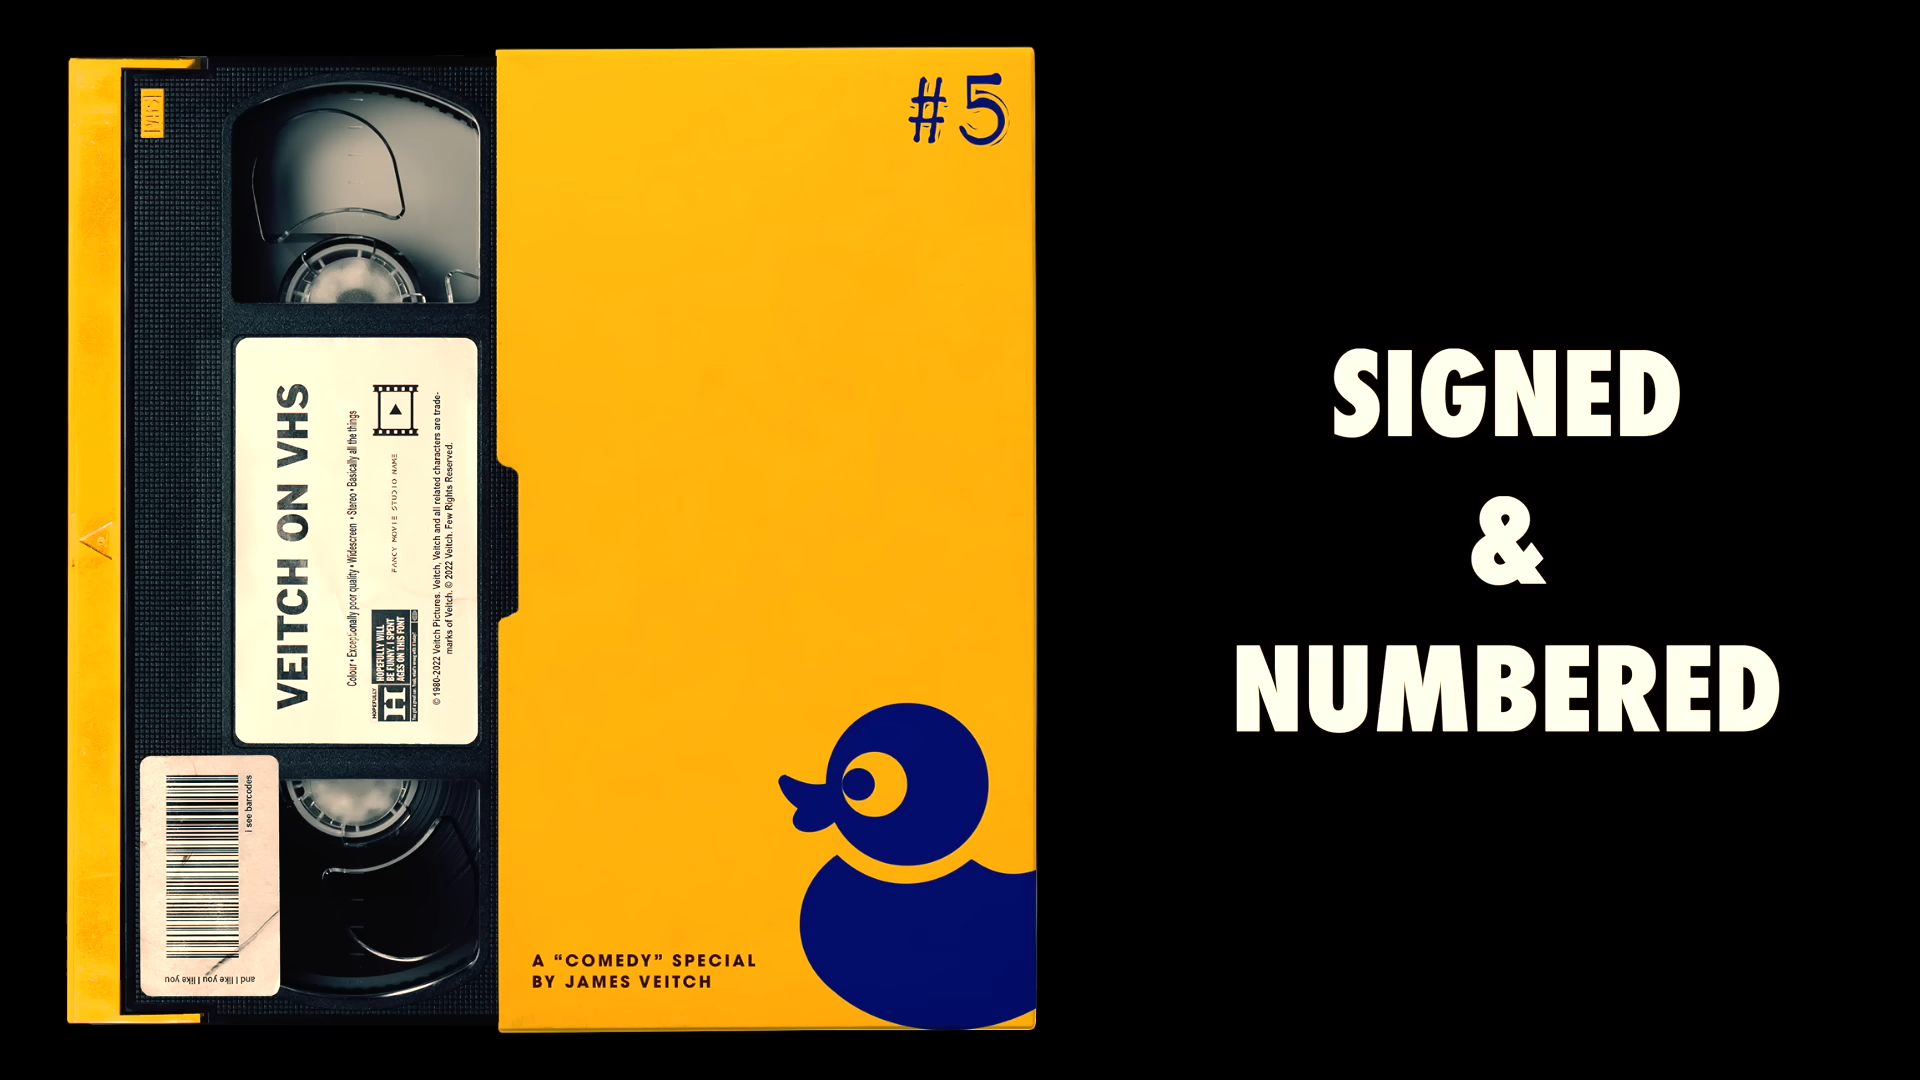 VHS
VEITCH ON VHS
Colour • Exceptionally poor quality • Widescreen • Stereo • Basically all the things
HOPEFULLY
H
HOPEFULLY WILL
BE FUNNY. I SPENT
AGES ON THIS FONT
FANCY MOVIE STUDIO NAME
© 1980-2022 Veitch Pictures. Veitch, Veitch and all related characters are trade-
marks of Veitch. © 2022 Veitch. Few Rights Reserved.
i see barcodes
and I like you I like you
#5
A “COMEDY” SPECIAL
BY JAMES VEITCH
SIGNED
&
NUMBERED